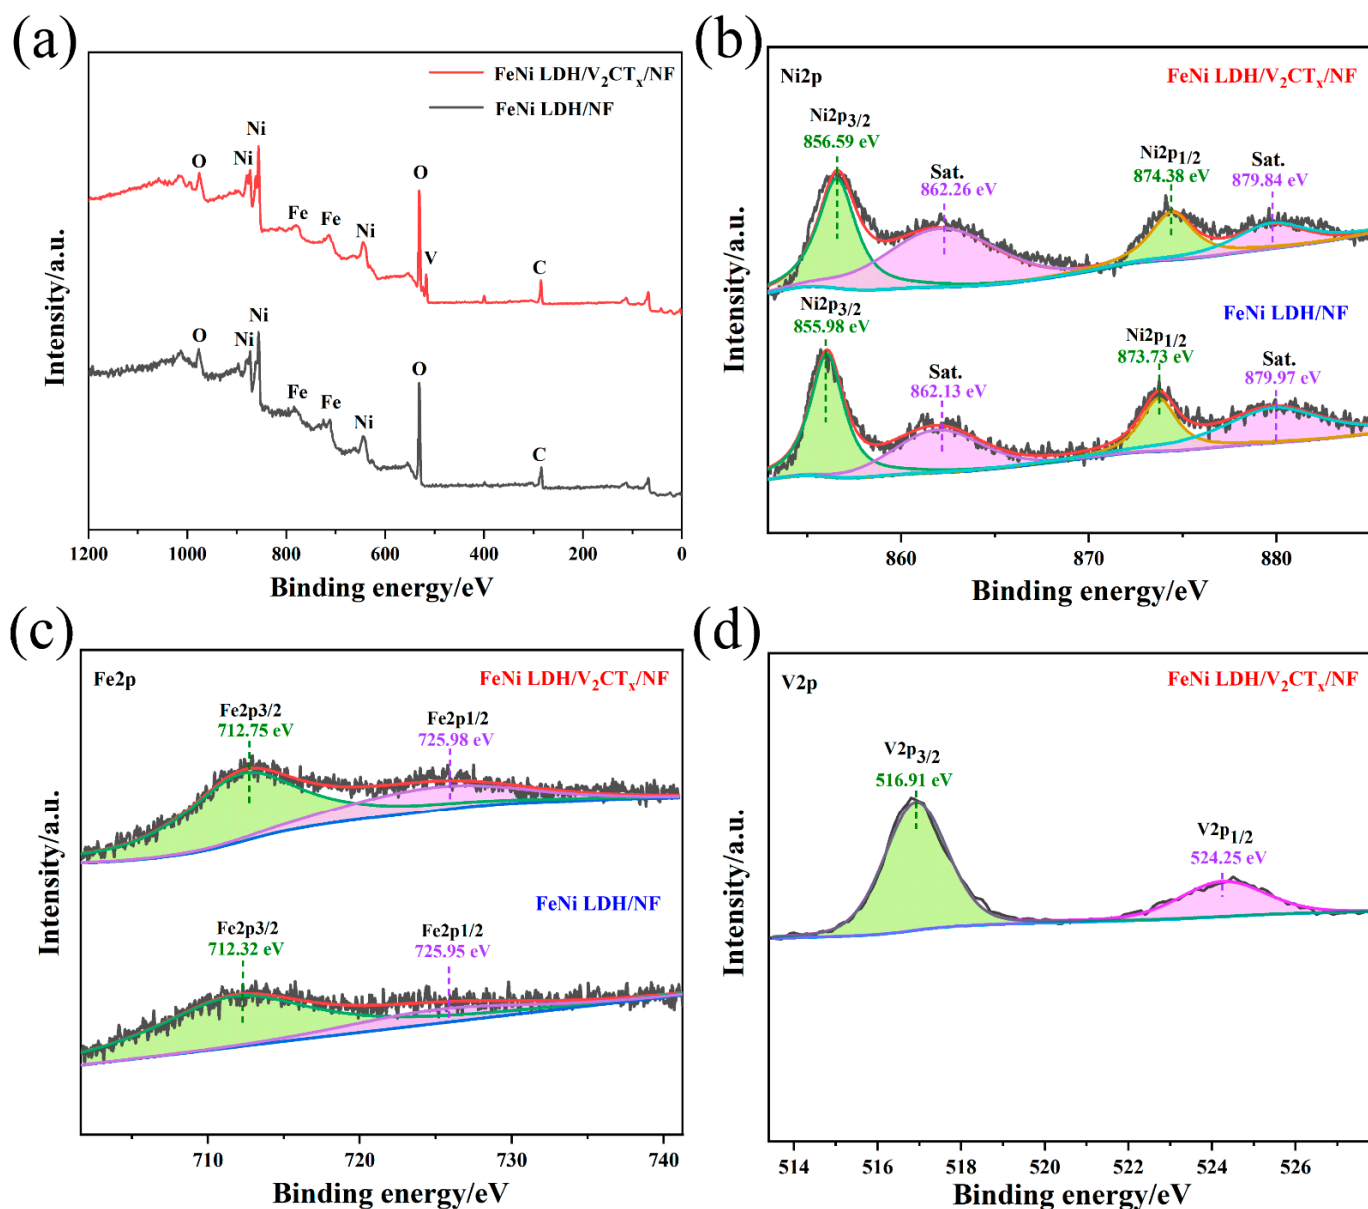 (a)
FeNi LDH/V₂CTₓ/NF
FeNi LDH/NF
O
Ni
Ni
Fe
Fe
Ni
O
V
C
O
Ni
Ni
Fe
Fe
Ni
O
C
Intensity/a.u.
1200 1000 800 600 400 200 0
Binding energy/eV
(b)
Ni2p
FeNi LDH/V₂CTₓ/NF
Ni2p₃/₂
856.59 eV
Sat.
862.26 eV
Ni2p₁/₂
874.38 eV
Sat.
879.84 eV
FeNi LDH/NF
Ni2p₃/₂
855.98 eV
Sat.
862.13 eV
Ni2p₁/₂
873.73 eV
Sat.
879.97 eV
Intensity/a.u.
860 870 880
Binding energy/eV
(c)
Fe2p
FeNi LDH/V₂CTₓ/NF
Fe2p3/2
712.75 eV
Fe2p1/2
725.98 eV
FeNi LDH/NF
Fe2p3/2
712.32 eV
Fe2p1/2
725.95 eV
Intensity/a.u.
710 720 730 740
Binding energy/eV
(d)
V2p
FeNi LDH/V₂CTₓ/NF
V2p₃/₂
516.91 eV
V2p₁/₂
524.25 eV
Intensity/a.u.
514 516 518 520 522 524 526
Binding energy/eV